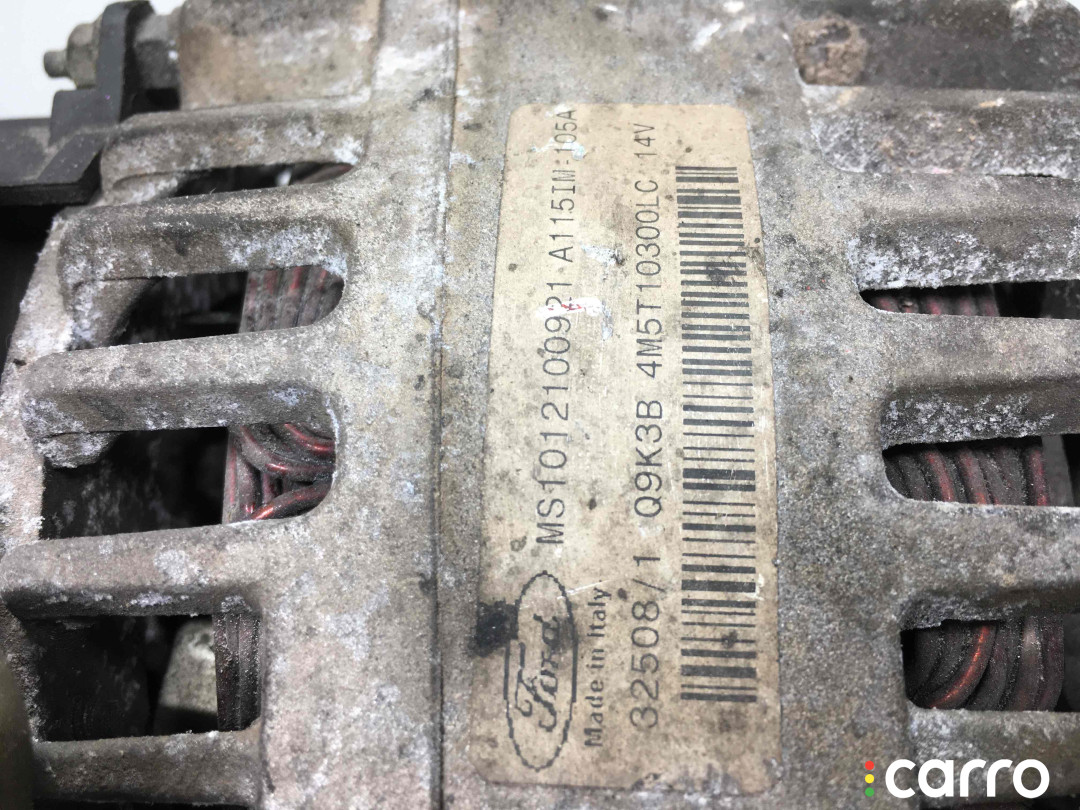 Ford
Made in Italy
MS1012100921 A115IM 105A
32508/1 Q9K3B 4M5T10300LC 14V
carro